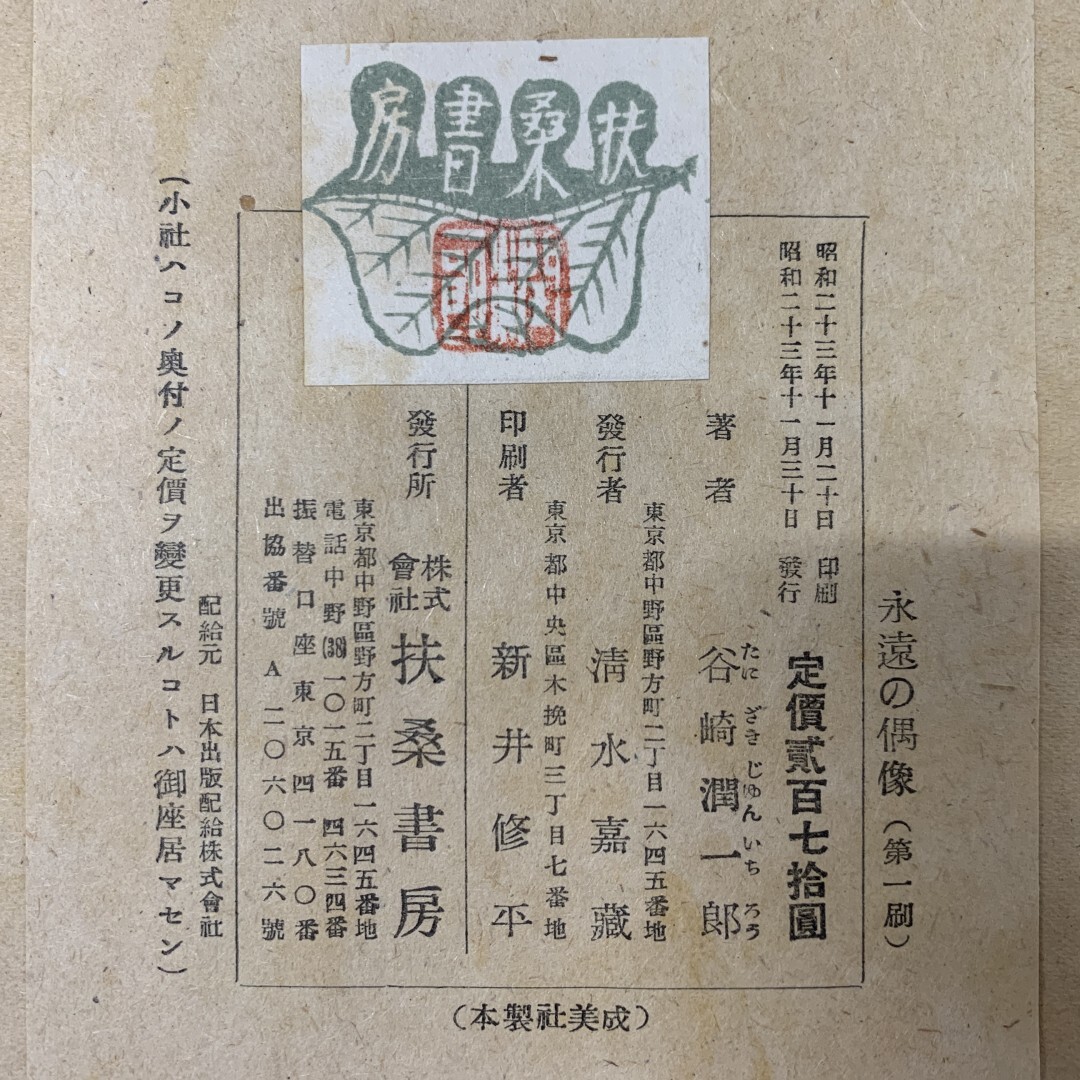 扶桑書房
永遠の偶像（第一刷）
昭和二十三年十一月二十日　印刷
昭和二十三年十一月三十日　發行
定價貳百七拾圓
著者　谷崎潤一郎
たにざきじゆんいちろう
東京都中野區野方町二丁目一六四五番地
發行者　淸水嘉藏
東京都中央區木挽町三丁目七番地
印刷者　新井修平
發行所　株式會社　扶桑書房
東京都中野區野方町二丁目一六四五番地
電話中野(38)一〇一五番　四六三四番
振替口座東京四一八〇番
出協番號A二〇六〇二六號
配給元　日本出版配給株式會社
（小社ハコノ奧付ノ定價ヲ變更スルコトハ御座居マセン）
（本製社美成）